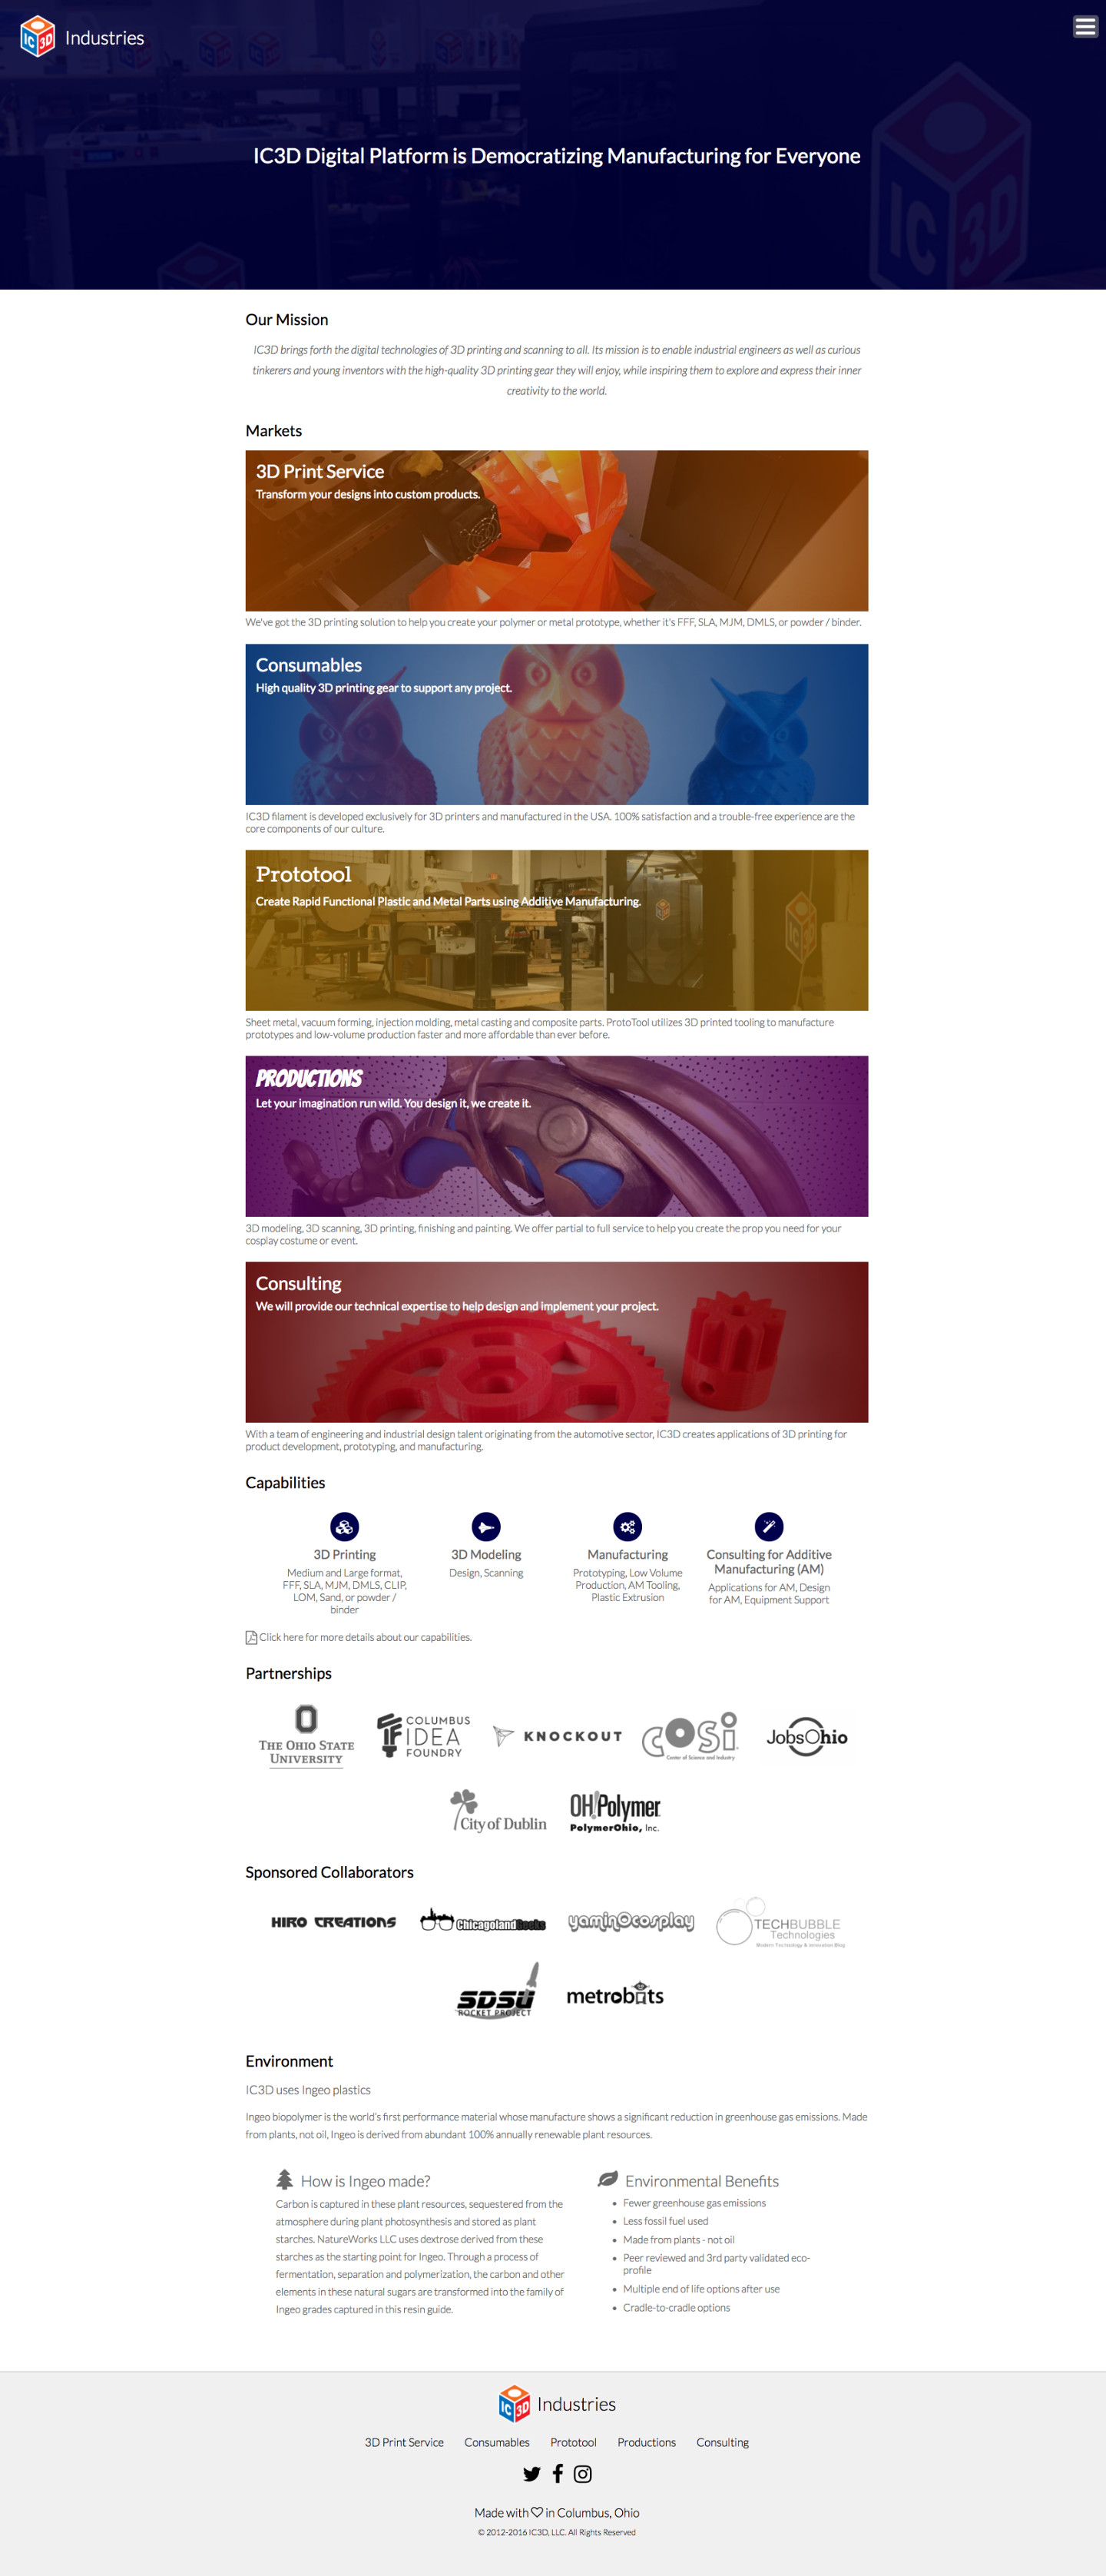 IC3D Industries
IC3D Digital Platform is Democratizing Manufacturing for Everyone
IC3D
Our Mission
IC3D brings forth the digital technologies of 3D printing and scanning to all. Its mission is to enable industrial engineers as well as curious
tinkerers and young inventors with the high-quality 3D printing gear they will enjoy, while inspiring them to explore and express their inner
creativity to the world.
Markets
3D Print Service
Transform your designs into custom products.
We've got the 3D printing solution to help you create your polymer or metal prototype, whether it's FFF, SLA, MJM, DMLS, or powder / binder.
Consumables
High quality 3D printing gear to support any project.
IC3D filament is developed exclusively for 3D printers and manufactured in the USA. 100% satisfaction and a trouble-free experience are the
core components of our culture.
Prototool
Create Rapid Functional Plastic and Metal Parts using Additive Manufacturing.
IC3D
Sheet metal, vacuum forming, injection molding, metal casting and composite parts. ProtoTool utilizes 3D printed tooling to manufacture
prototypes and low-volume production faster and more affordable than ever before.
PRODUCTIONS
Let your imagination run wild. You design it, we create it.
3D modeling, 3D scanning, 3D printing, finishing and painting. We offer partial to full service to help you create the prop you need for your
cosplay costume or event.
Consulting
We will provide our technical expertise to help design and implement your project.
With a team of engineering and industrial design talent originating from the automotive sector, IC3D creates applications of 3D printing for
product development, prototyping, and manufacturing.
Capabilities
3D Printing
Medium and Large format,
FFF, SLA, MJM, DMLS, CLIP,
LOM, Sand, or powder /
binder
3D Modeling
Design, Scanning
Manufacturing
Prototyping, Low Volume
Production, AM Tooling,
Plastic Extrusion
Consulting for Additive
Manufacturing (AM)
Applications for AM, Design
for AM, Equipment Support
Click here for more details about our capabilities.
Partnerships
THE OHIO STATE
UNIVERSITY
COLUMBUS
IDEA
FOUNDRY
KNOCKOUT
COSI
Center of Science and Industry
JobsOhio
City of Dublin
OH!Polymer
PolymerOhio, Inc.
Sponsored Collaborators
HIRO CREATIONS
ChicagolandGeeks
yaminocosplay
TECHBUBBLE
Technologies
Modern Technology & Innovation Blog
SDSU
ROCKET PROJECT
metrobots
Environment
IC3D uses Ingeo plastics
Ingeo biopolymer is the world's first performance material whose manufacture shows a significant reduction in greenhouse gas emissions. Made
from plants, not oil, Ingeo is derived from abundant 100% annually renewable plant resources.
How is Ingeo made?
Carbon is captured in these plant resources, sequestered from the
atmosphere during plant photosynthesis and stored as plant
starches. NatureWorks LLC uses dextrose derived from these
starches as the starting point for Ingeo. Through a process of
fermentation, separation and polymerization, the carbon and other
elements in these natural sugars are transformed into the family of
Ingeo grades captured in this resin guide.
Environmental Benefits
• Fewer greenhouse gas emissions
• Less fossil fuel used
• Made from plants - not oil
• Peer reviewed and 3rd party validated eco-
profile
• Multiple end of life options after use
• Cradle-to-cradle options
IC3D Industries
3D Print Service Consumables Prototool Productions Consulting
Made with ♡ in Columbus, Ohio
© 2012-2016 IC3D, LLC. All Rights Reserved